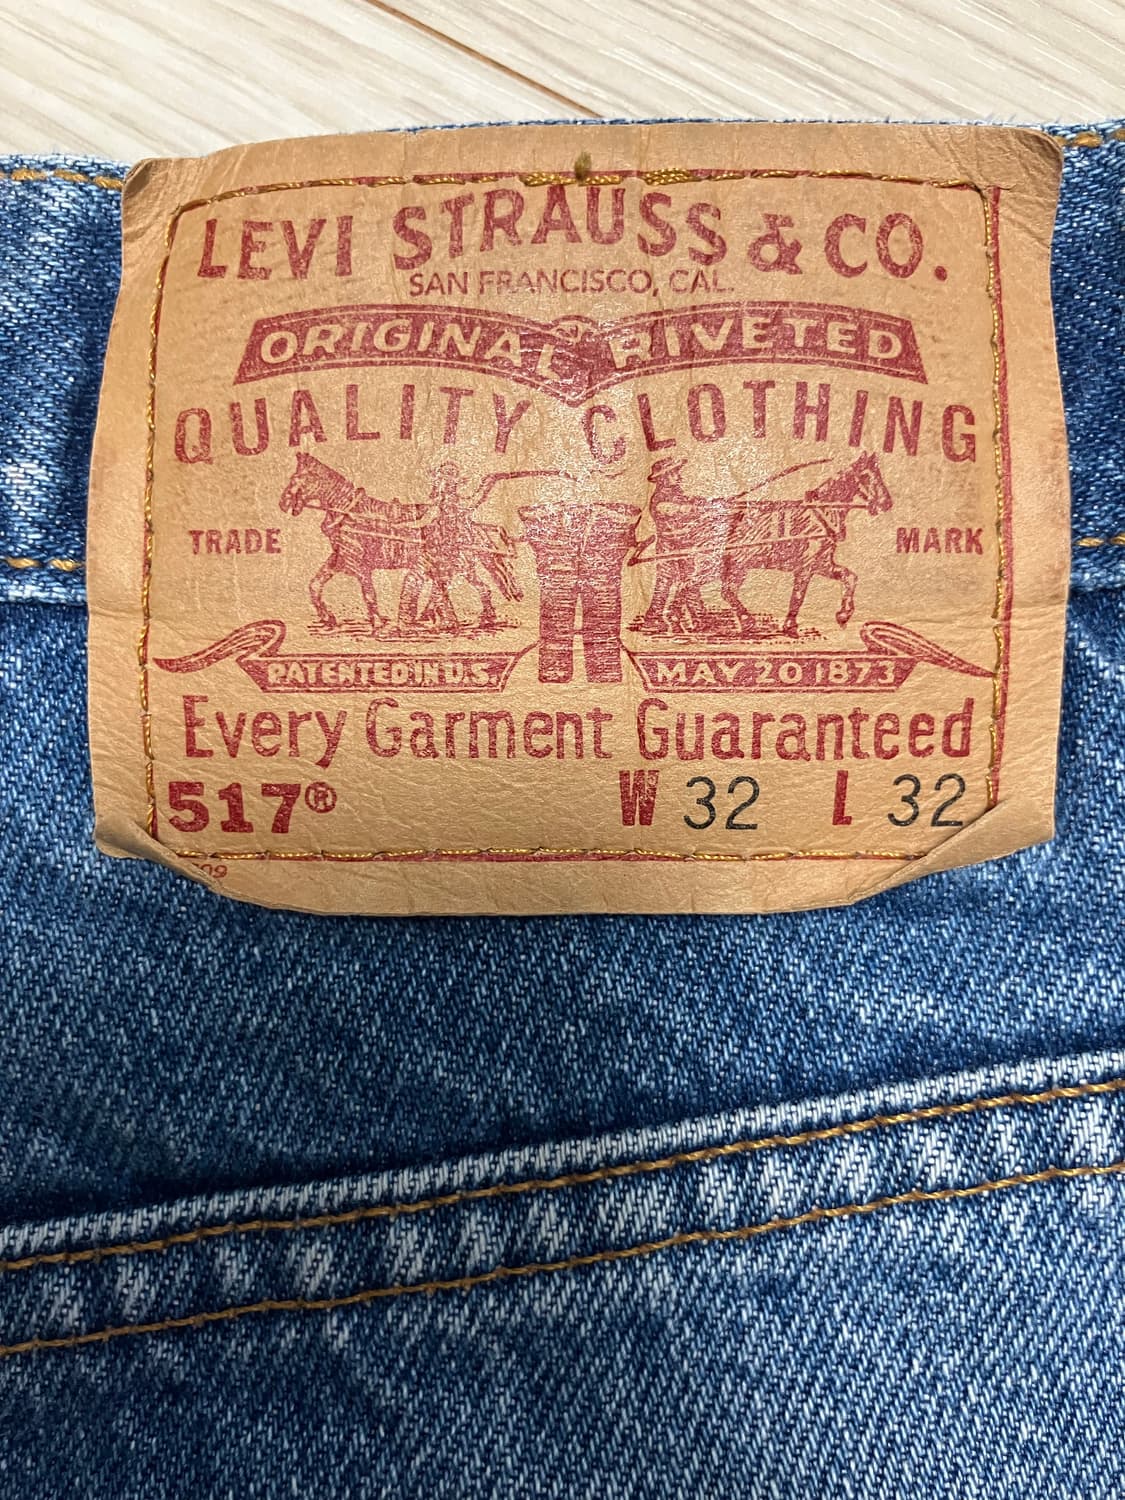 LEVI STRAUSS & CO.
SAN FRANCISCO, CAL.
ORIGINAL RIVETED
QUALITY CLOTHING
TRADE MARK
PATENTED IN U.S. MAY 20 1873
Every Garment Guaranteed
517® W 32 L 32